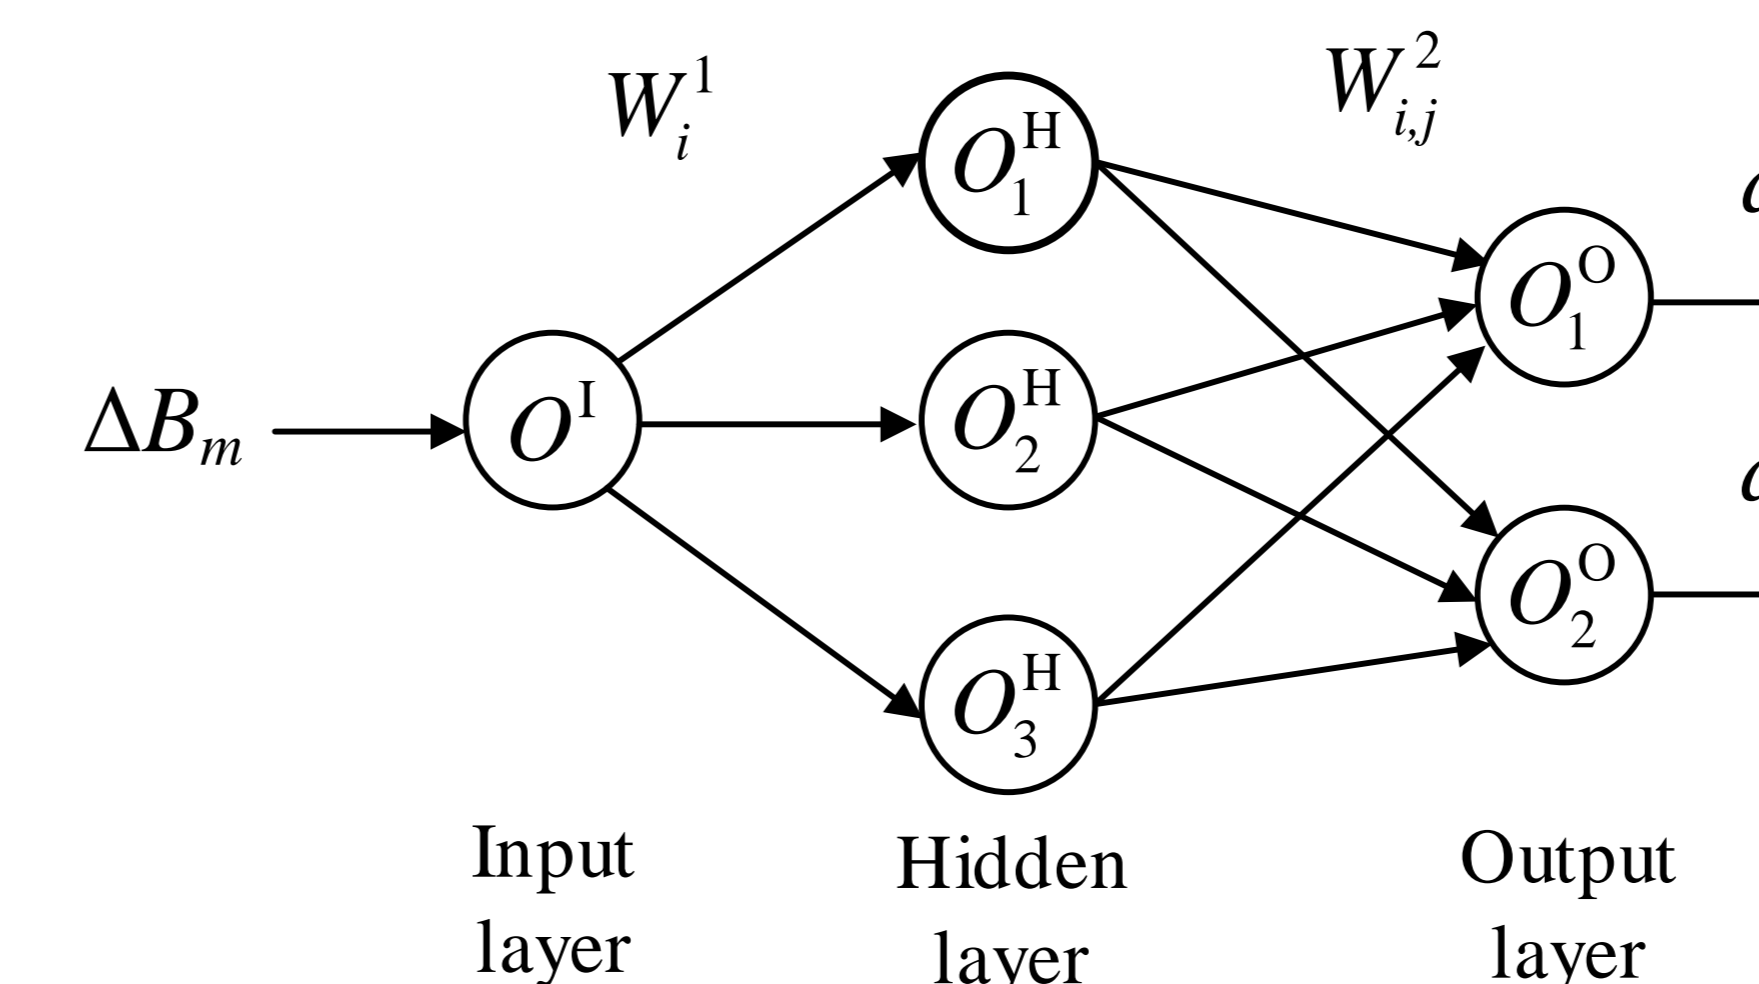 W_i^1
W_{i,j}^2
O_1^H
O_1^O
ΔB_m
O^I
O_2^H
O_2^O
O_3^H
Input layer
Hidden layer
Output layer